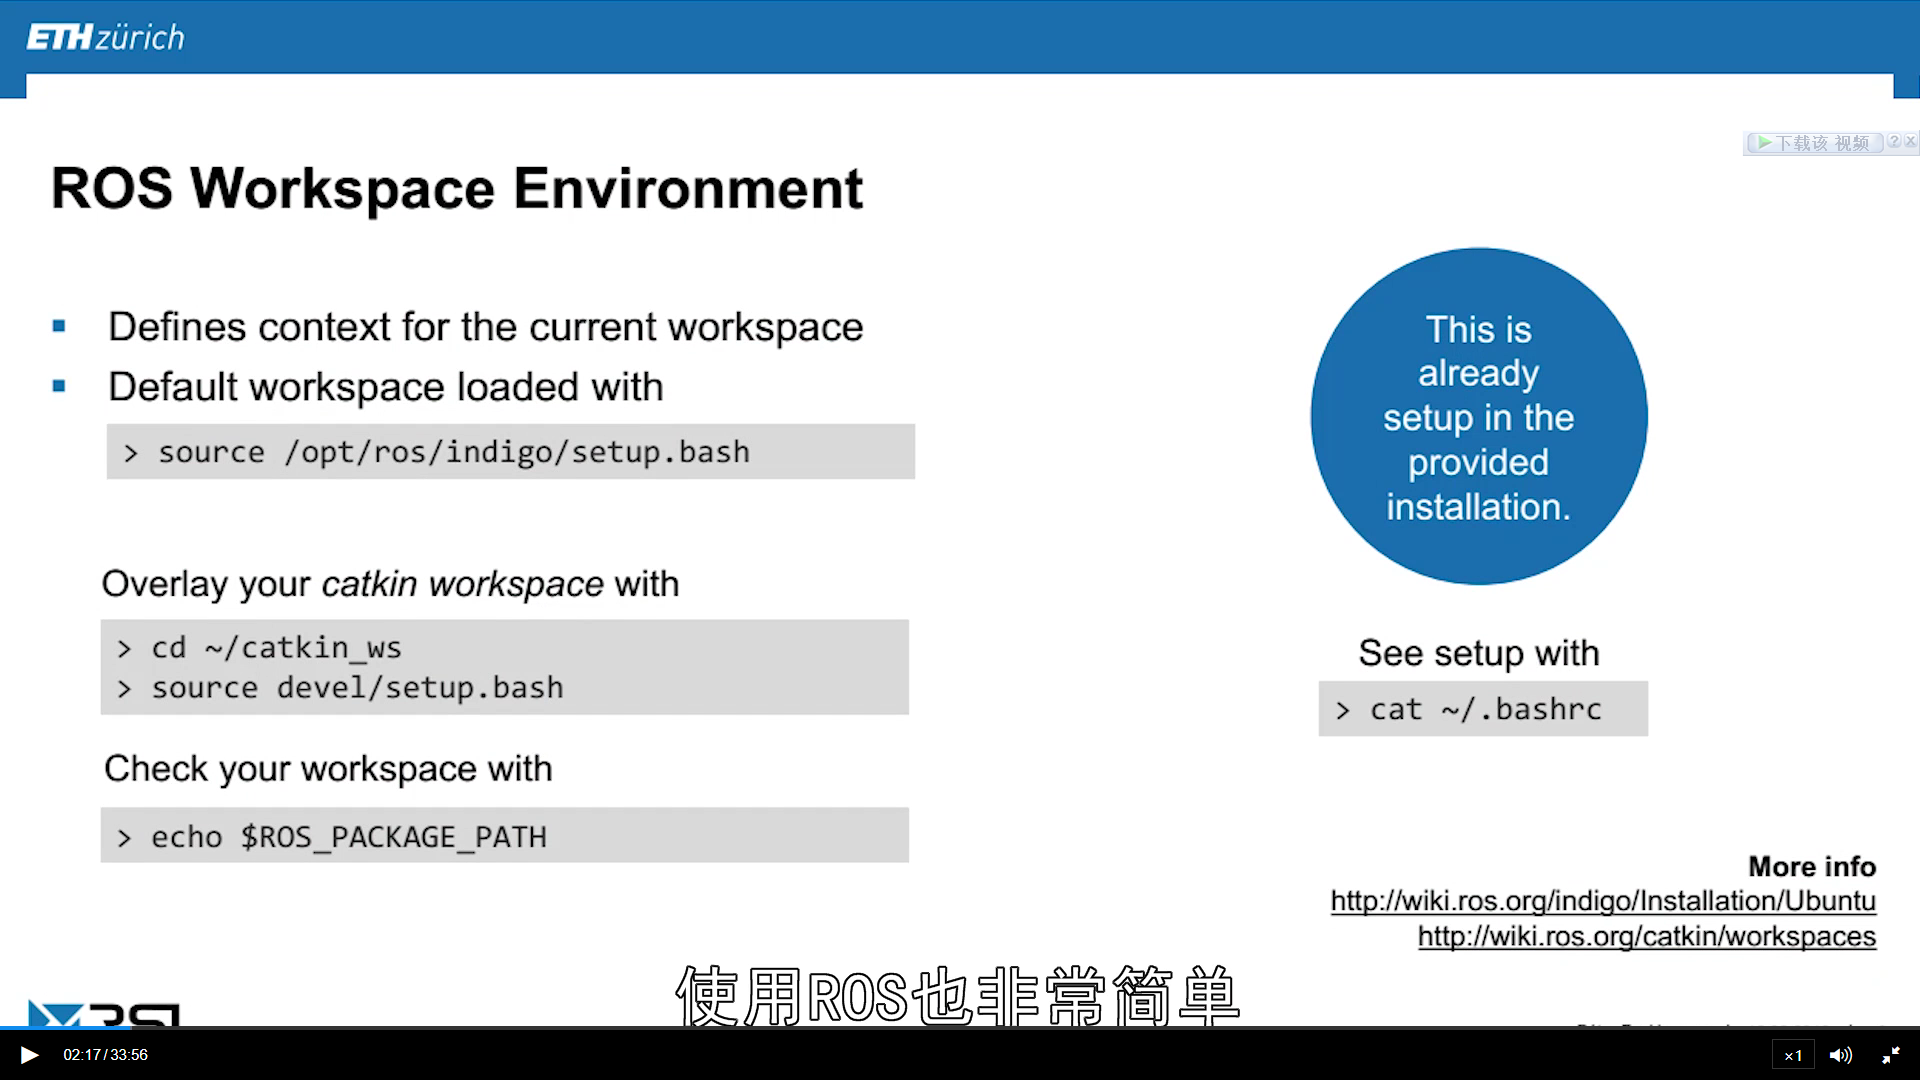 ETH zürich
下载该 视频
ROS Workspace Environment
Defines context for the current workspace
Default workspace loaded with
> source /opt/ros/indigo/setup.bash
Overlay your catkin workspace with
> cd ~/catkin_ws
> source devel/setup.bash
Check your workspace with
> echo $ROS_PACKAGE_PATH
This is
already
setup in the
provided
installation.
See setup with
> cat ~/.bashrc
More info
http://wiki.ros.org/indigo/Installation/Ubuntu
http://wiki.ros.org/catkin/workspaces
使用ROS也非常简单
RSL
02:17/33:56
×1